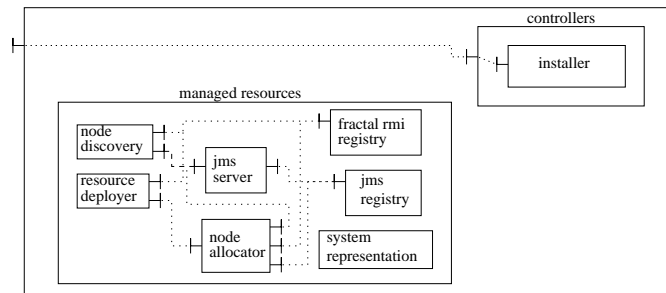 controllers
installer
managed resources
node
discovery
fractal rmi
registry
jms
server
resource
deployer
jms
registry
node
allocator
system
representation